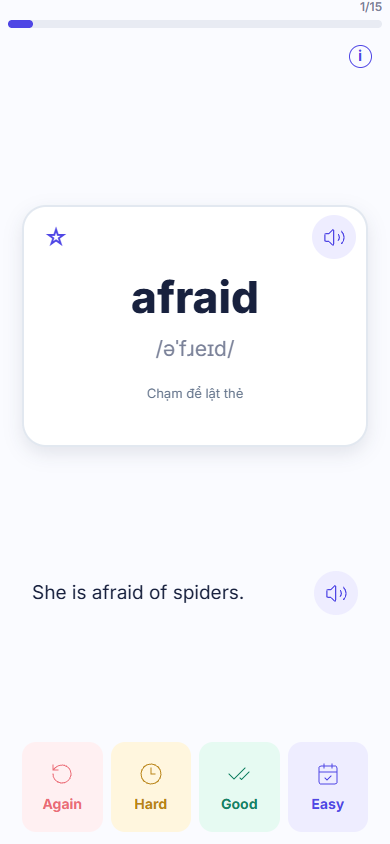 1/15
i
afraid
/əˈfɹeɪd/
Chạm để lật thẻ
She is afraid of spiders.
Again
Hard
Good
Easy